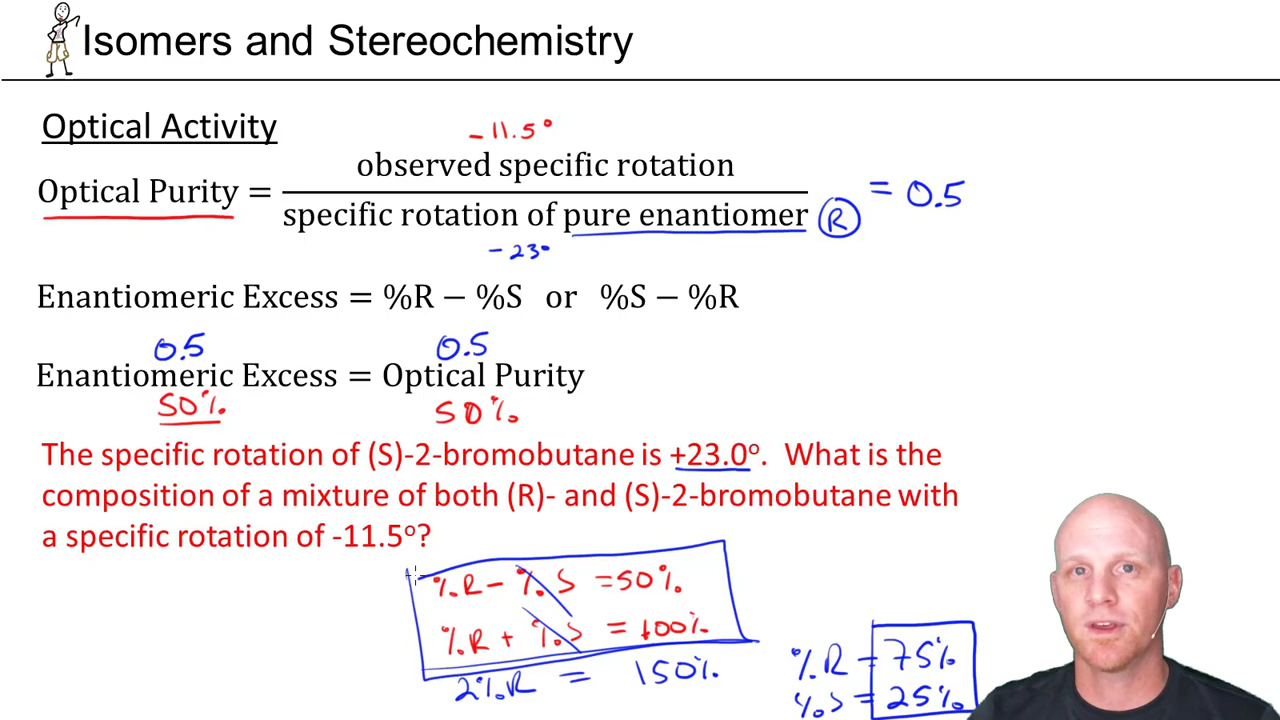 Isomers and Stereochemistry
Optical Activity
-11.5°
Optical Purity = observed specific rotation / specific rotation of pure enantiomer Ⓡ = 0.5
-23°
Enantiomeric Excess = %R − %S or %S − %R
0.5 0.5
Enantiomeric Excess = Optical Purity
50% 50%
The specific rotation of (S)-2-bromobutane is +23.0°. What is the
composition of a mixture of both (R)- and (S)-2-bromobutane with
a specific rotation of -11.5°?
%R - %S = 50%
%R + %S = 100%
2%R = 150%
%R = 75%
%S = 25%